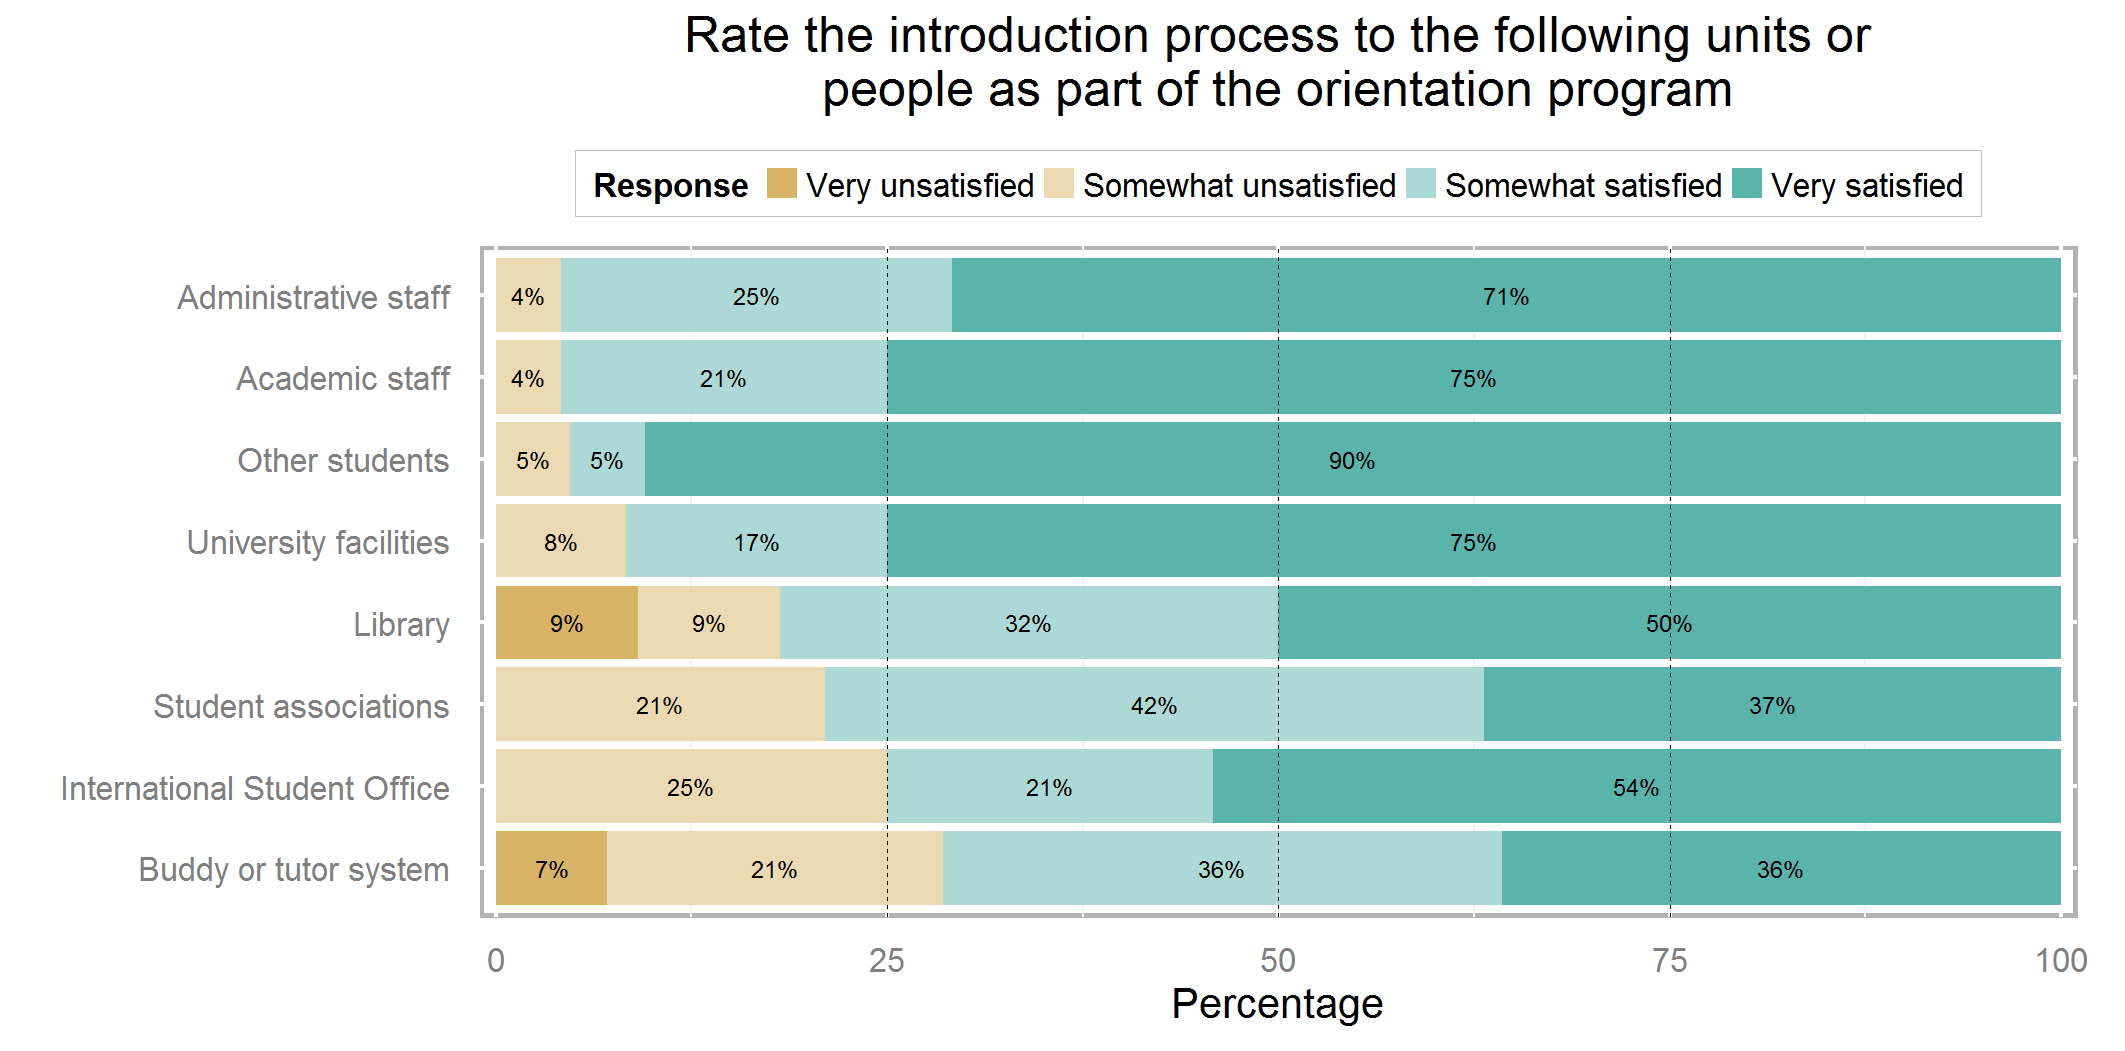 Rate the introduction process to the following units or
people as part of the orientation program
Response Very unsatisfied Somewhat unsatisfied Somewhat satisfied Very satisfied
Administrative staff 4% 25% 71%
Academic staff 4% 21% 75%
Other students 5% 5% 90%
University facilities 8% 17% 75%
Library 9% 9% 32% 50%
Student associations 21% 42% 37%
International Student Office 25% 21% 54%
Buddy or tutor system 7% 21% 36% 36%
0 25 50 75 100
Percentage